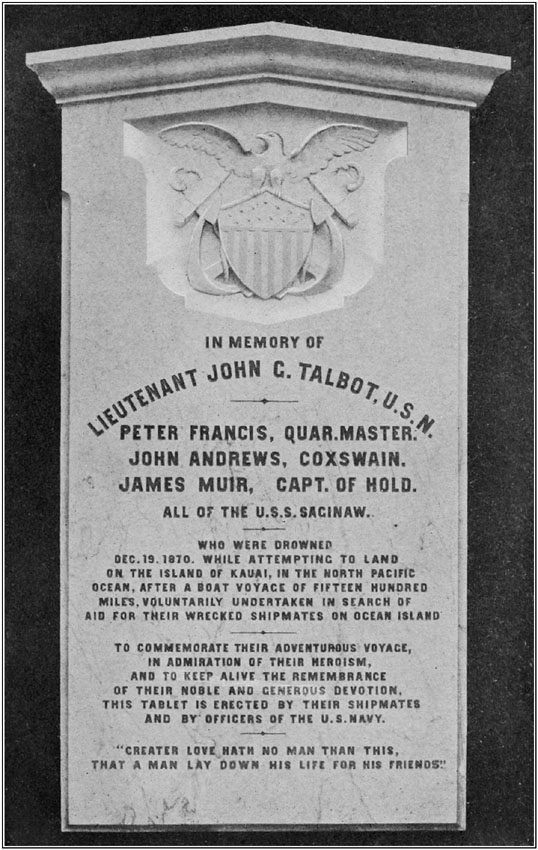 IN MEMORY OF
LIEUTENANT JOHN G. TALBOT, U.S.N.
PETER FRANCIS, QUAR.MASTER.
JOHN ANDREWS, COXSWAIN.
JAMES MUIR, CAPT. OF HOLD.
ALL OF THE U.S.S. SAGINAW.
WHO WERE DROWNED
DEC. 19. 1870. WHILE ATTEMPTING TO LAND
ON THE ISLAND OF KAUAI, IN THE NORTH PACIFIC
OCEAN, AFTER A BOAT VOYAGE OF FIFTEEN HUNDRED
MILES, VOLUNTARILY UNDERTAKEN IN SEARCH OF
AID FOR THEIR WRECKED SHIPMATES ON OCEAN ISLAND
TO COMMEMORATE THEIR ADVENTUROUS VOYAGE,
IN ADMIRATION OF THEIR HEROISM,
AND TO KEEP ALIVE THE REMEMBRANCE
OF THEIR NOBLE AND GENEROUS DEVOTION,
THIS TABLET IS ERECTED BY THEIR SHIPMATES
AND BY OFFICERS OF THE U.S. NAVY.
"GREATER LOVE HATH NO MAN THAN THIS,
THAT A MAN LAY DOWN HIS LIFE FOR HIS FRIENDS."